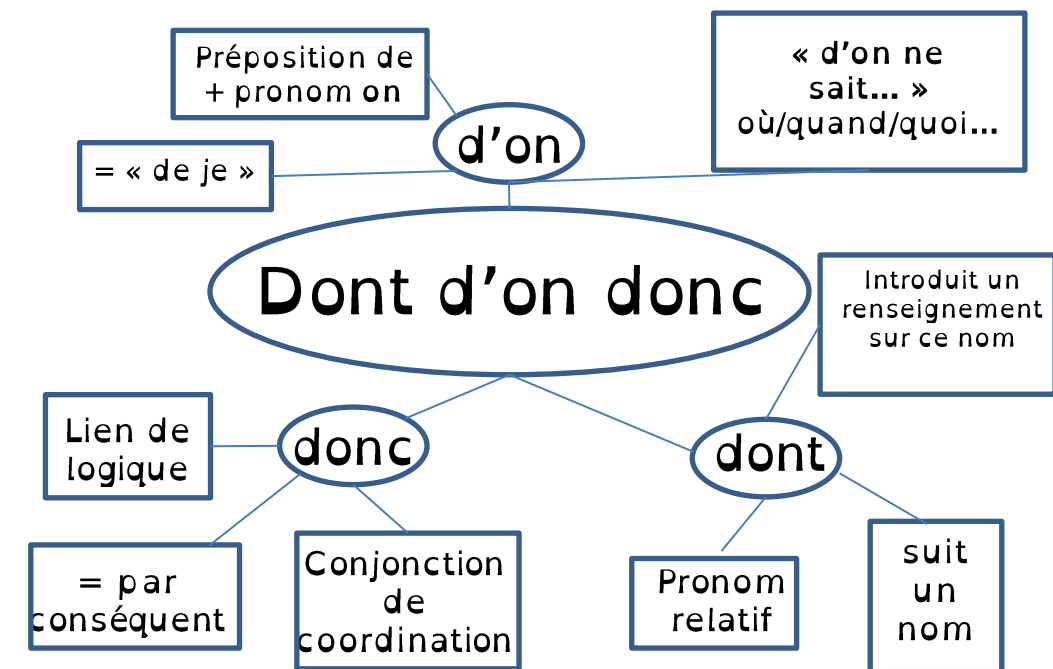 Préposition de
+ pronom on
« d’on ne
sait... »
où/quand/quoi...
d’on
= « de je »
Dont d’on donc
Introduit un
renseignement
sur ce nom
Lien de
logique
donc
dont
= par
conséquent
Conjonction
de
coordination
Pronom
relatif
suit
un
nom